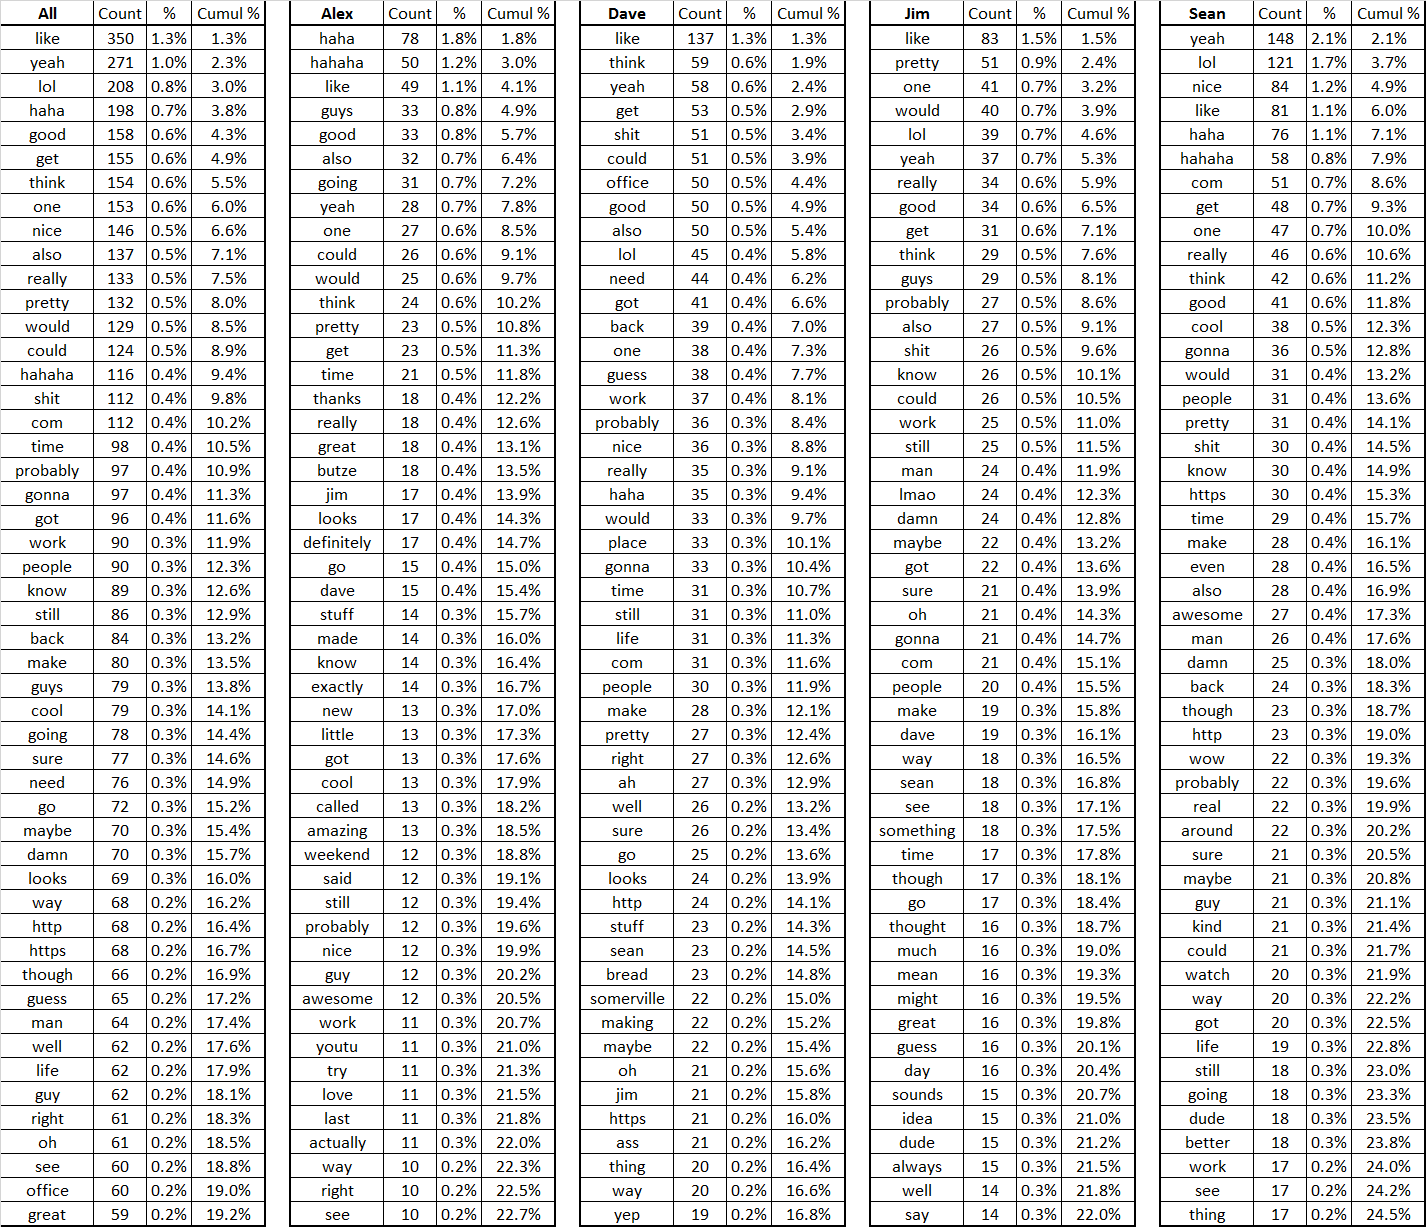 All Count % Cumul % Alex Count % Cumul % Dave Count % Cumul % Jim Count % Cumul % Sean Count % Cumul %
like 350 1.3% 1.3% haha 78 1.8% 1.8% like 137 1.3% 1.3% like 83 1.5% 1.5% yeah 148 2.1% 2.1%
yeah 271 1.0% 2.3% hahaha 50 1.2% 3.0% think 59 0.6% 1.9% pretty 51 0.9% 2.4% lol 121 1.7% 3.7%
lol 208 0.8% 3.0% like 49 1.1% 4.1% yeah 58 0.6% 2.4% one 41 0.7% 3.2% nice 84 1.2% 4.9%
haha 198 0.7% 3.8% guys 33 0.8% 4.9% get 53 0.5% 2.9% would 40 0.7% 3.9% like 81 1.1% 6.0%
good 158 0.6% 4.3% good 33 0.8% 5.7% shit 51 0.5% 3.4% lol 39 0.7% 4.6% haha 76 1.1% 7.1%
get 155 0.6% 4.9% also 32 0.7% 6.4% could 51 0.5% 3.9% yeah 37 0.7% 5.3% hahaha 58 0.8% 7.9%
think 154 0.6% 5.5% going 31 0.7% 7.2% office 50 0.5% 4.4% really 34 0.6% 5.9% com 51 0.7% 8.6%
one 153 0.6% 6.0% yeah 28 0.7% 7.8% good 50 0.5% 4.9% good 34 0.6% 6.5% get 48 0.7% 9.3%
nice 146 0.5% 6.6% one 27 0.6% 8.5% also 50 0.5% 5.4% get 31 0.6% 7.1% one 47 0.7% 10.0%
also 137 0.5% 7.1% could 26 0.6% 9.1% lol 45 0.4% 5.8% think 29 0.5% 7.6% really 46 0.6% 10.6%
really 133 0.5% 7.5% would 25 0.6% 9.7% need 44 0.4% 6.2% guys 29 0.5% 8.1% think 42 0.6% 11.2%
pretty 132 0.5% 8.0% think 24 0.6% 10.2% got 41 0.4% 6.6% probably 27 0.5% 8.6% good 41 0.6% 11.8%
would 129 0.5% 8.5% pretty 23 0.5% 10.8% back 39 0.4% 7.0% also 27 0.5% 9.1% cool 38 0.5% 12.3%
could 124 0.5% 8.9% get 23 0.5% 11.3% one 38 0.4% 7.3% shit 26 0.5% 9.6% gonna 36 0.5% 12.8%
hahaha 116 0.4% 9.4% time 21 0.5% 11.8% guess 38 0.4% 7.7% know 26 0.5% 10.1% would 31 0.4% 13.2%
shit 112 0.4% 9.8% thanks 18 0.4% 12.2% work 37 0.4% 8.1% could 26 0.5% 10.5% people 31 0.4% 13.6%
com 112 0.4% 10.2% really 18 0.4% 12.6% probably 36 0.3% 8.4% work 25 0.5% 11.0% pretty 31 0.4% 14.1%
time 98 0.4% 10.5% great 18 0.4% 13.1% nice 36 0.3% 8.8% still 25 0.5% 11.5% shit 30 0.4% 14.5%
probably 97 0.4% 10.9% butze 18 0.4% 13.5% really 35 0.3% 9.1% man 24 0.4% 11.9% know 30 0.4% 14.9%
gonna 97 0.4% 11.3% jim 17 0.4% 13.9% haha 35 0.3% 9.4% lmao 24 0.4% 12.3% https 30 0.4% 15.3%
got 96 0.4% 11.6% looks 17 0.4% 14.3% would 33 0.3% 9.7% damn 24 0.4% 12.8% time 29 0.4% 15.7%
work 90 0.3% 11.9% definitely 17 0.4% 14.7% place 33 0.3% 10.1% maybe 22 0.4% 13.2% make 28 0.4% 16.1%
people 90 0.3% 12.3% go 15 0.4% 15.0% gonna 33 0.3% 10.4% got 22 0.4% 13.6% even 28 0.4% 16.5%
know 89 0.3% 12.6% dave 15 0.4% 15.4% time 31 0.3% 10.7% sure 21 0.4% 13.9% also 28 0.4% 16.9%
still 86 0.3% 12.9% stuff 14 0.3% 15.7% still 31 0.3% 11.0% oh 21 0.4% 14.3% awesome 27 0.4% 17.3%
back 84 0.3% 13.2% made 14 0.3% 16.0% life 31 0.3% 11.3% gonna 21 0.4% 14.7% man 26 0.4% 17.6%
make 80 0.3% 13.5% know 14 0.3% 16.4% com 31 0.3% 11.6% com 21 0.4% 15.1% damn 25 0.3% 18.0%
guys 79 0.3% 13.8% exactly 14 0.3% 16.7% people 30 0.3% 11.9% people 20 0.4% 15.5% back 24 0.3% 18.3%
cool 79 0.3% 14.1% new 13 0.3% 17.0% make 28 0.3% 12.1% make 19 0.3% 15.8% though 23 0.3% 18.7%
going 78 0.3% 14.4% little 13 0.3% 17.3% pretty 27 0.3% 12.4% dave 19 0.3% 16.1% http 23 0.3% 19.0%
sure 77 0.3% 14.6% got 13 0.3% 17.6% right 27 0.3% 12.6% way 18 0.3% 16.5% wow 22 0.3% 19.3%
need 76 0.3% 14.9% cool 13 0.3% 17.9% ah 27 0.3% 12.9% sean 18 0.3% 16.8% probably 22 0.3% 19.6%
go 72 0.3% 15.2% called 13 0.3% 18.2% well 26 0.2% 13.2% see 18 0.3% 17.1% real 22 0.3% 19.9%
maybe 70 0.3% 15.4% amazing 13 0.3% 18.5% sure 26 0.2% 13.4% something 18 0.3% 17.5% around 22 0.3% 20.2%
damn 70 0.3% 15.7% weekend 12 0.3% 18.8% go 25 0.2% 13.6% time 17 0.3% 17.8% sure 21 0.3% 20.5%
looks 69 0.3% 16.0% said 12 0.3% 19.1% looks 24 0.2% 13.9% though 17 0.3% 18.1% maybe 21 0.3% 20.8%
way 68 0.2% 16.2% still 12 0.3% 19.4% http 24 0.2% 14.1% go 17 0.3% 18.4% guy 21 0.3% 21.1%
http 68 0.2% 16.4% probably 12 0.3% 19.6% stuff 23 0.2% 14.3% thought 16 0.3% 18.7% kind 21 0.3% 21.4%
https 68 0.2% 16.7% nice 12 0.3% 19.9% sean 23 0.2% 14.5% much 16 0.3% 19.0% could 21 0.3% 21.7%
though 66 0.2% 16.9% guy 12 0.3% 20.2% bread 23 0.2% 14.8% mean 16 0.3% 19.3% watch 20 0.3% 21.9%
guess 65 0.2% 17.2% awesome 12 0.3% 20.5% somerville 22 0.2% 15.0% might 16 0.3% 19.5% way 20 0.3% 22.2%
man 64 0.2% 17.4% work 11 0.3% 20.7% making 22 0.2% 15.2% great 16 0.3% 19.8% got 20 0.3% 22.5%
well 62 0.2% 17.6% youtu 11 0.3% 21.0% maybe 22 0.2% 15.4% guess 16 0.3% 20.1% life 19 0.3% 22.8%
life 62 0.2% 17.9% try 11 0.3% 21.3% oh 21 0.2% 15.6% day 16 0.3% 20.4% still 18 0.3% 23.0%
guy 62 0.2% 18.1% love 11 0.3% 21.5% jim 21 0.2% 15.8% sounds 15 0.3% 20.7% going 18 0.3% 23.3%
right 61 0.2% 18.3% last 11 0.3% 21.8% https 21 0.2% 16.0% idea 15 0.3% 21.0% dude 18 0.3% 23.5%
oh 61 0.2% 18.5% actually 11 0.3% 22.0% ass 21 0.2% 16.2% dude 15 0.3% 21.2% better 18 0.3% 23.8%
see 60 0.2% 18.8% way 10 0.2% 22.3% thing 20 0.2% 16.4% always 15 0.3% 21.5% work 17 0.2% 24.0%
office 60 0.2% 19.0% right 10 0.2% 22.5% way 20 0.2% 16.6% well 14 0.3% 21.8% see 17 0.2% 24.2%
great 59 0.2% 19.2% see 10 0.2% 22.7% yep 19 0.2% 16.8% say 14 0.3% 22.0% thing 17 0.2% 24.5%